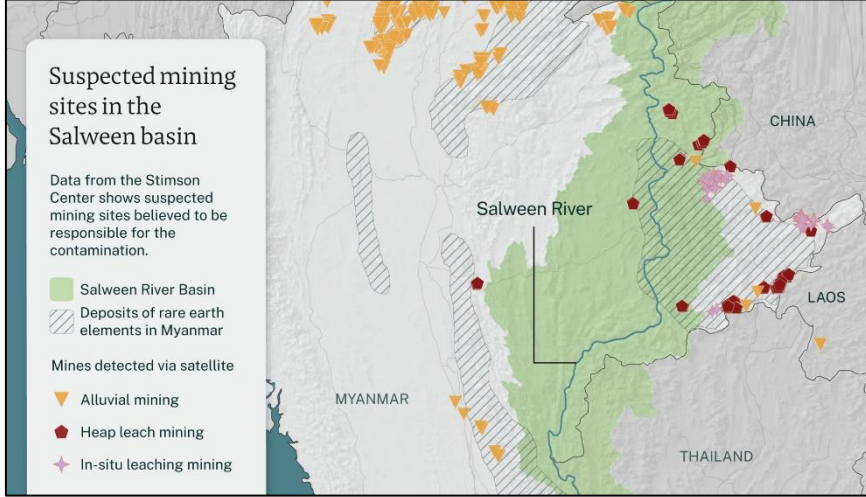 Suspected mining
sites in the
Salween basin
Data from the Stimson
Center shows suspected
mining sites believed to be
responsible for the
contamination.
Salween River Basin
Deposits of rare earth
elements in Myanmar
Mines detected via satellite
Alluvial mining
Heap leach mining
In-situ leaching mining
Salween River
MYANMAR
CHINA
LAOS
THAILAND